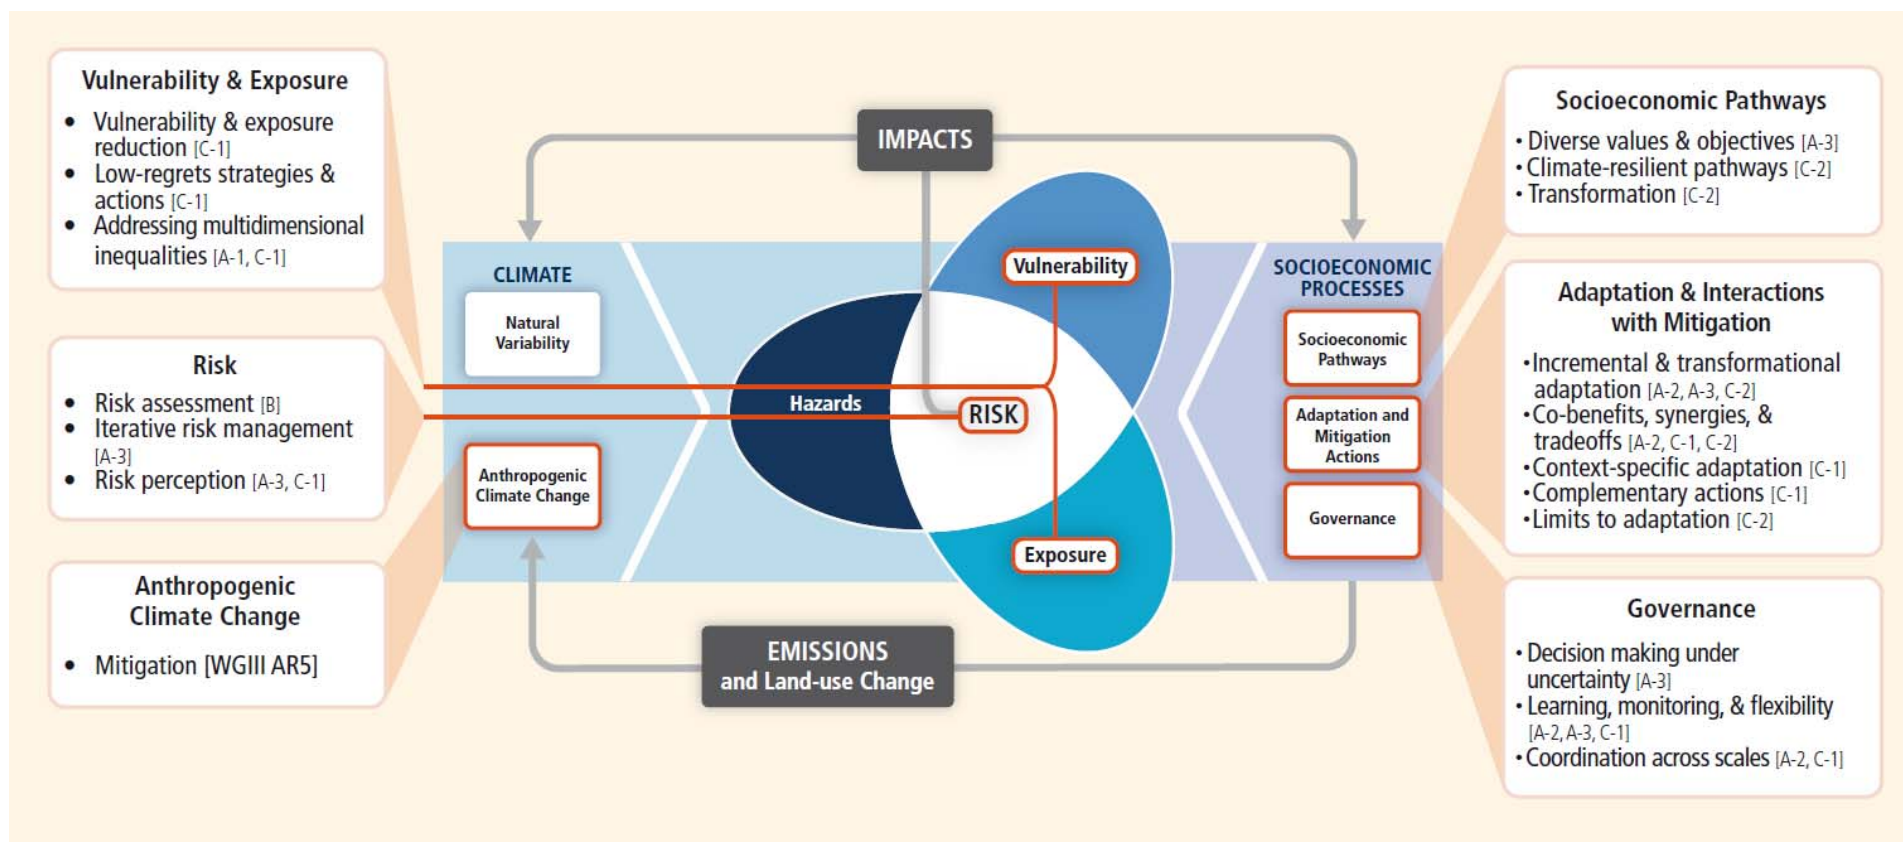 Vulnerability & Exposure
• Vulnerability & exposure
reduction [C-1]
• Low-regrets strategies &
actions [C-1]
• Addressing multidimensional
inequalities [A-1, C-1]
Risk
• Risk assessment [B]
• Iterative risk management
[A-3]
• Risk perception [A-3, C-1]
Anthropogenic
Climate Change
• Mitigation [WGIII AR5]
IMPACTS
CLIMATE
Natural
Variability
Anthropogenic
Climate Change
Vulnerability
Hazards
RISK
Exposure
EMISSIONS
and Land-use Change
SOCIOECONOMIC
PROCESSES
Socioeconomic
Pathways
Adaptation and
Mitigation
Actions
Governance
Socioeconomic Pathways
• Diverse values & objectives [A-3]
• Climate-resilient pathways [C-2]
• Transformation [C-2]
Adaptation & Interactions
with Mitigation
• Incremental & transformational
adaptation [A-2, A-3, C-2]
• Co-benefits, synergies, &
tradeoffs [A-2, C-1, C-2]
• Context-specific adaptation [C-1]
• Complementary actions [C-1]
• Limits to adaptation [C-2]
Governance
• Decision making under
uncertainty [A-3]
• Learning, monitoring, & flexibility
[A-2, A-3, C-1]
• Coordination across scales [A-2, C-1]